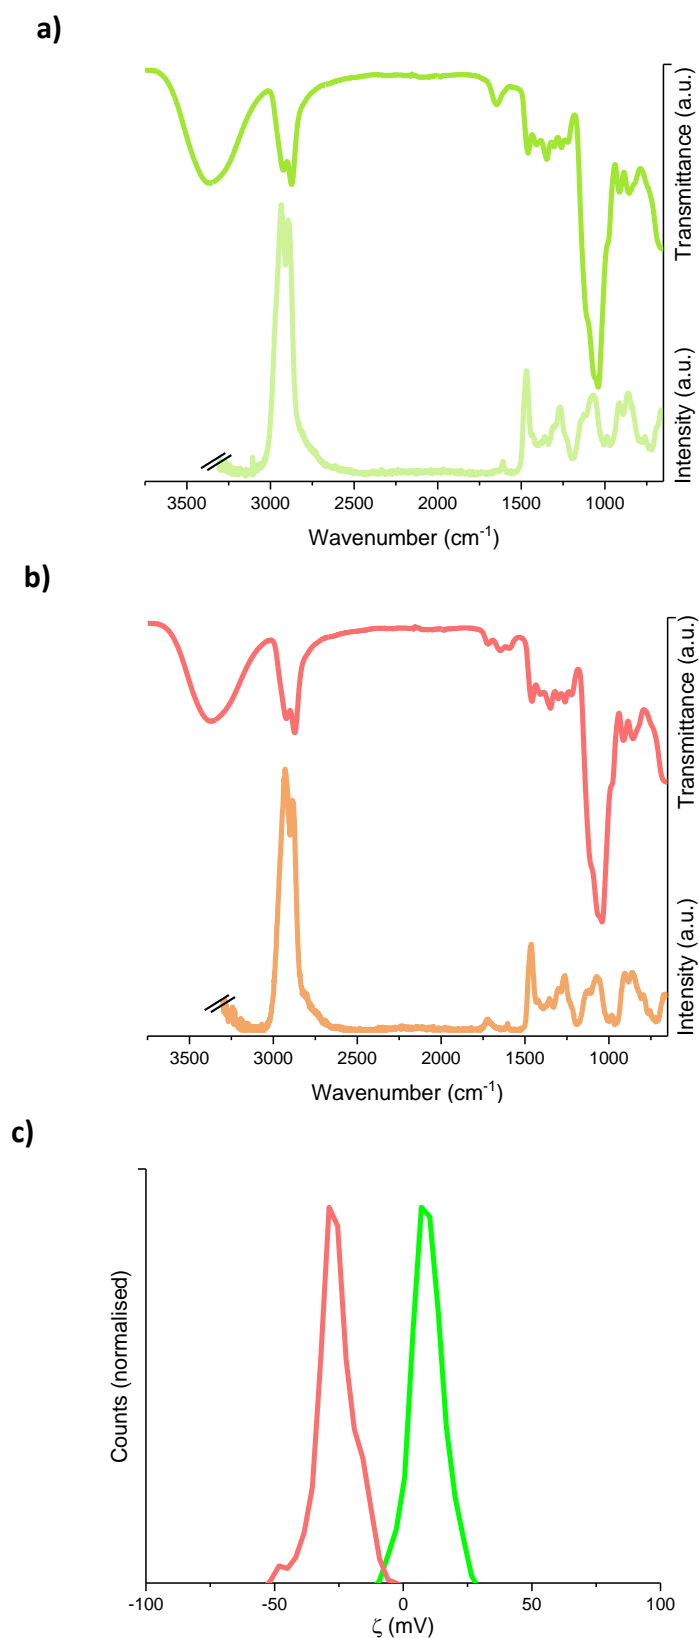 a)
Transmittance (a.u.)
Intensity (a.u.)
3500 3000 2500 2000 1500 1000
Wavenumber (cm⁻¹)
b)
Transmittance (a.u.)
Intensity (a.u.)
3500 3000 2500 2000 1500 1000
Wavenumber (cm⁻¹)
c)
Counts (normalised)
-100 -50 0 50 100
ζ (mV)